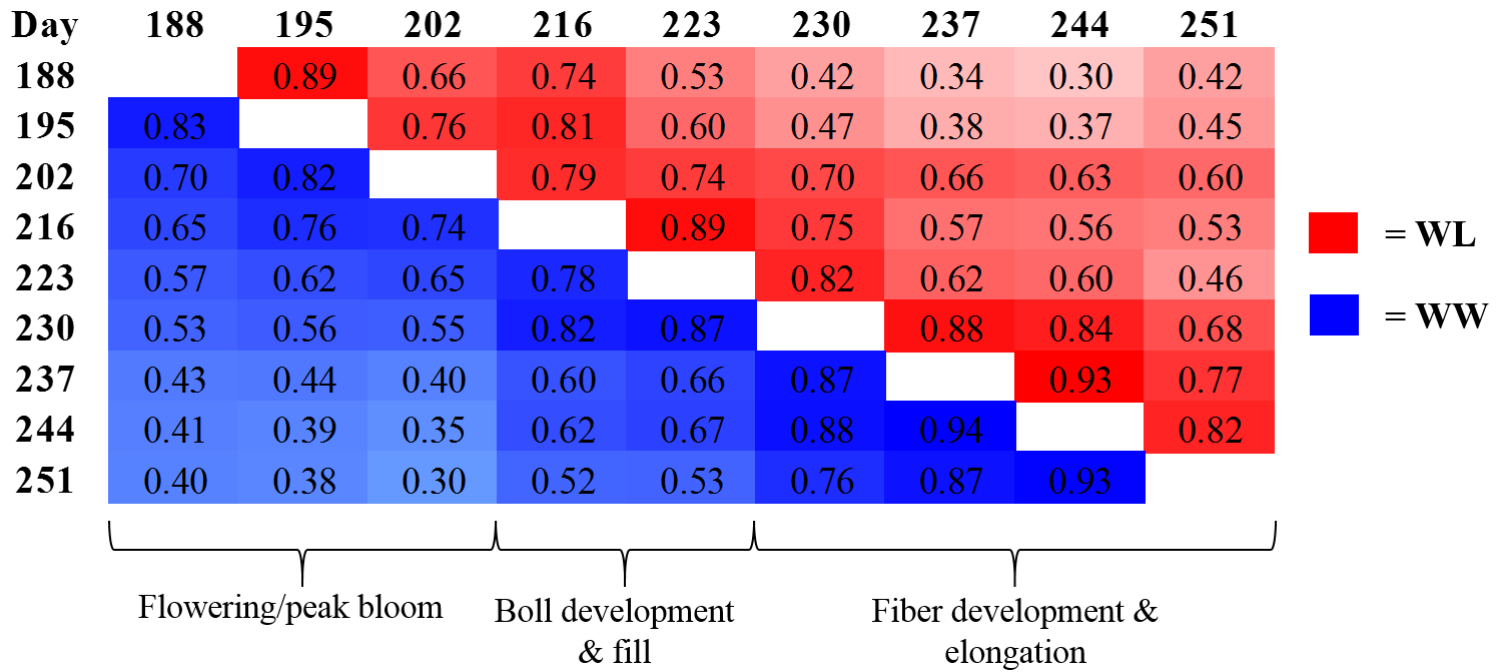 Day 188 195 202 216 223 230 237 244 251
188 0.89 0.66 0.74 0.53 0.42 0.34 0.30 0.42
195 0.83 0.76 0.81 0.60 0.47 0.38 0.37 0.45
202 0.70 0.82 0.79 0.74 0.70 0.66 0.63 0.60
216 0.65 0.76 0.74 0.89 0.75 0.57 0.56 0.53
223 0.57 0.62 0.65 0.78 0.82 0.62 0.60 0.46
230 0.53 0.56 0.55 0.82 0.87 0.88 0.84 0.68
237 0.43 0.44 0.40 0.60 0.66 0.87 0.93 0.77
244 0.41 0.39 0.35 0.62 0.67 0.88 0.94 0.82
251 0.40 0.38 0.30 0.52 0.53 0.76 0.87 0.93
= WL
= WW
Flowering/peak bloom
Boll development
& fill
Fiber development &
elongation